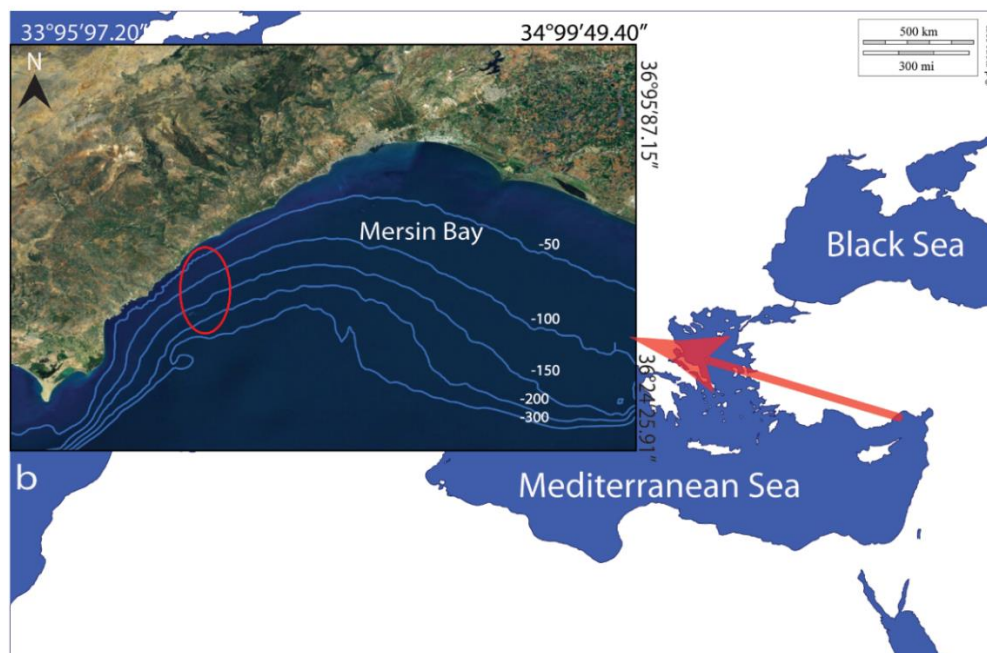 33°95'97.20"
34°99'49.40"
500 km
300 mi
N
36°95'87.15"
Mersin Bay
-50
Black Sea
-100
-150
-200
-300
36°24'25.91"
b
Mediterranean Sea